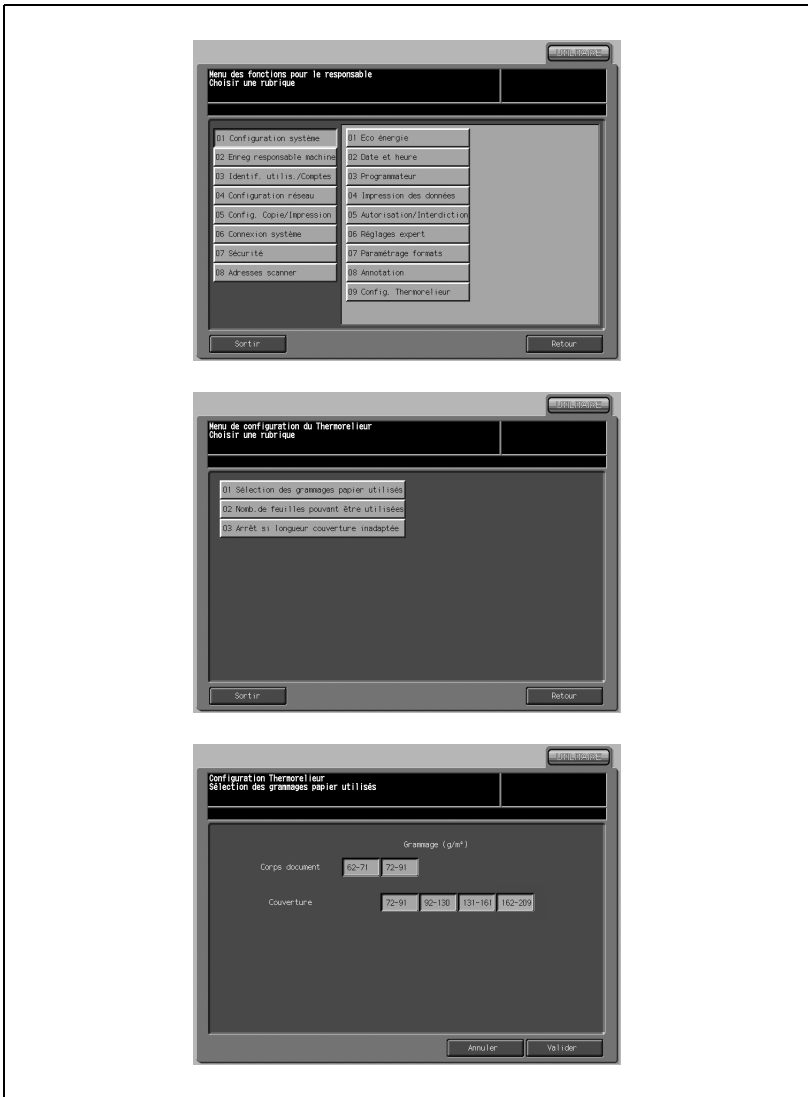 UTILITAIRE
Menu des fonctions pour le responsable
Choisir une rubrique
01 Configuration système
02 Enreg responsable machine
03 Identif. utilis./Comptes
04 Configuration réseau
05 Config. Copie/Impression
06 Connexion système
07 Sécurité
08 Adresses scanner
01 Eco énergie
02 Date et heure
03 Programmateur
04 Impression des données
05 Autorisation/Interdiction
06 Réglages expert
07 Paramétrage formats
08 Annotation
09 Config. Thermorelieur
Sortir
Retour
UTILITAIRE
Menu de configuration du Thermorelieur
Choisir une rubrique
01 Sélection des grammages papier utilisés
02 Nomb.de feuilles pouvant être utilisées
03 Arrêt si longueur couverture inadaptée
Sortir
Retour
UTILITAIRE
Configuration Thermorelieur
Sélection des grammages papier utilisés
Grammage (g/m²)
Corps document 62-71 72-91
Couverture 72-91 92-130 131-161 162-209
Annuler
Valider